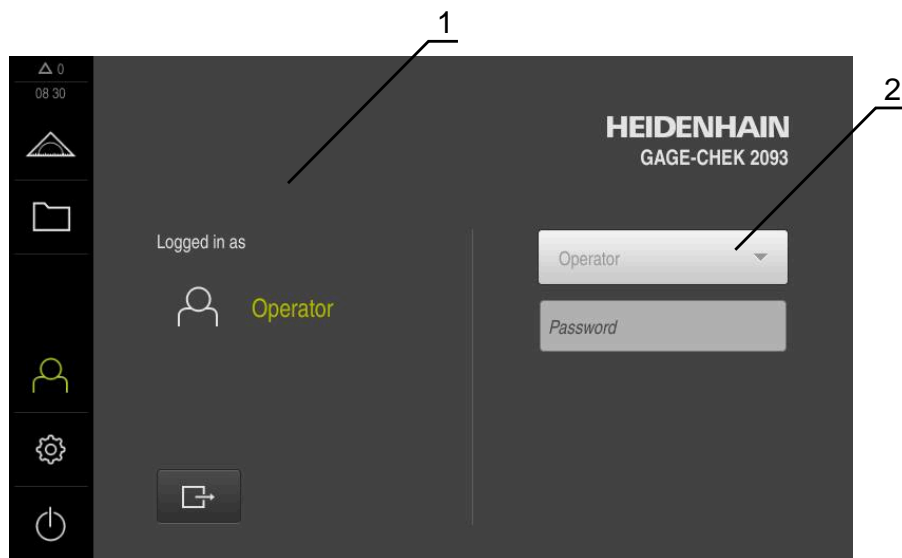 1
2
0
08 30
HEIDENHAIN
GAGE-CHEK 2093
Logged in as
Operator
Operator
Password